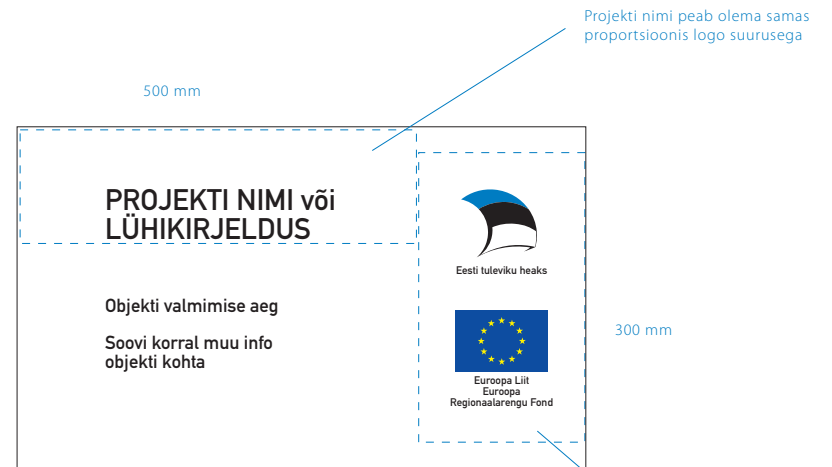 Projekti nimi peab olema samas
proportsioonis logo suurusega
500 mm
PROJEKTI NIMI või
LÜHIKIRJELDUS
Eesti tuleviku heaks
Objekti valmimise aeg
Soovi korral muu info
objekti kohta
300 mm
Euroopa Liit
Euroopa
Regionaalarengu Fond